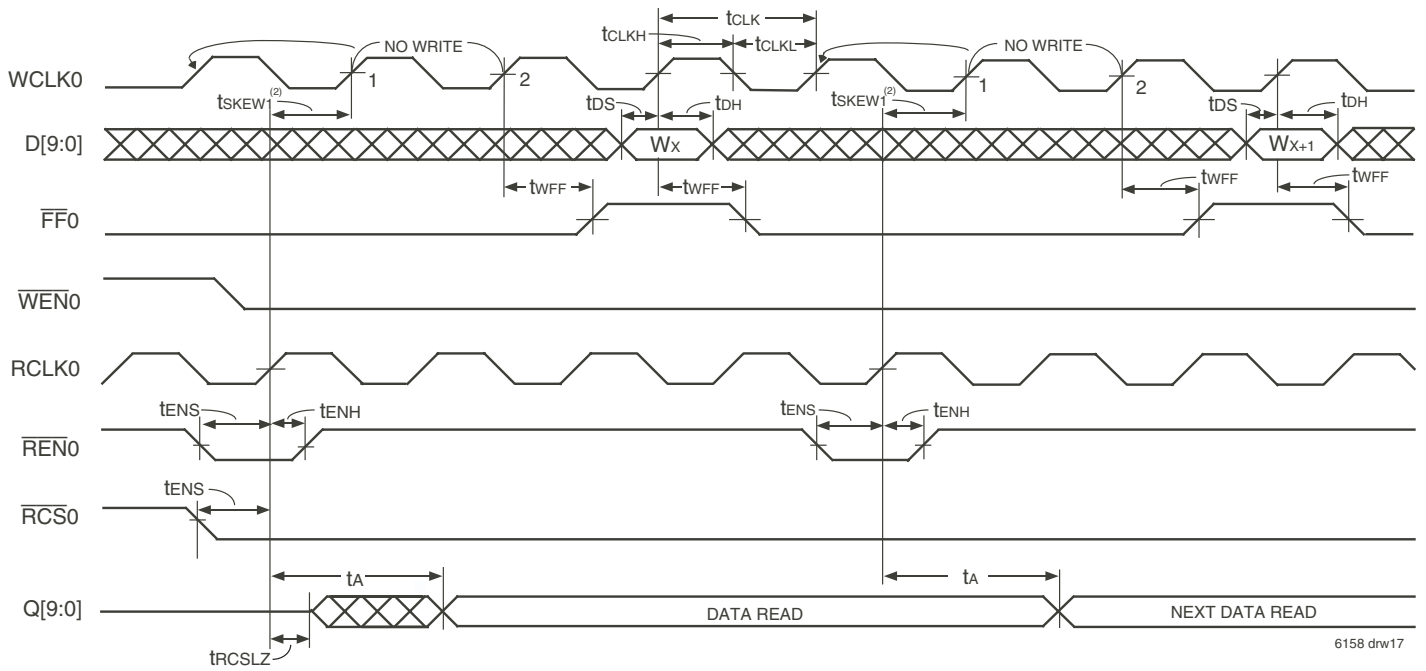 tCLK
NO WRITE tCLKH tCLKL NO WRITE
WCLK0 1 2 1 2
tSKEW1(2) tDS tDH tSKEW1(2) tDS tDH
D[9:0] WX WX+1
tWFF tWFF tWFF tWFF
FF0
WEN0
RCLK0
tENS tENH tENS tENH
REN0
tENS
RCS0
tA tA
Q[9:0] DATA READ NEXT DATA READ
tRCSLZ
6158 drw17